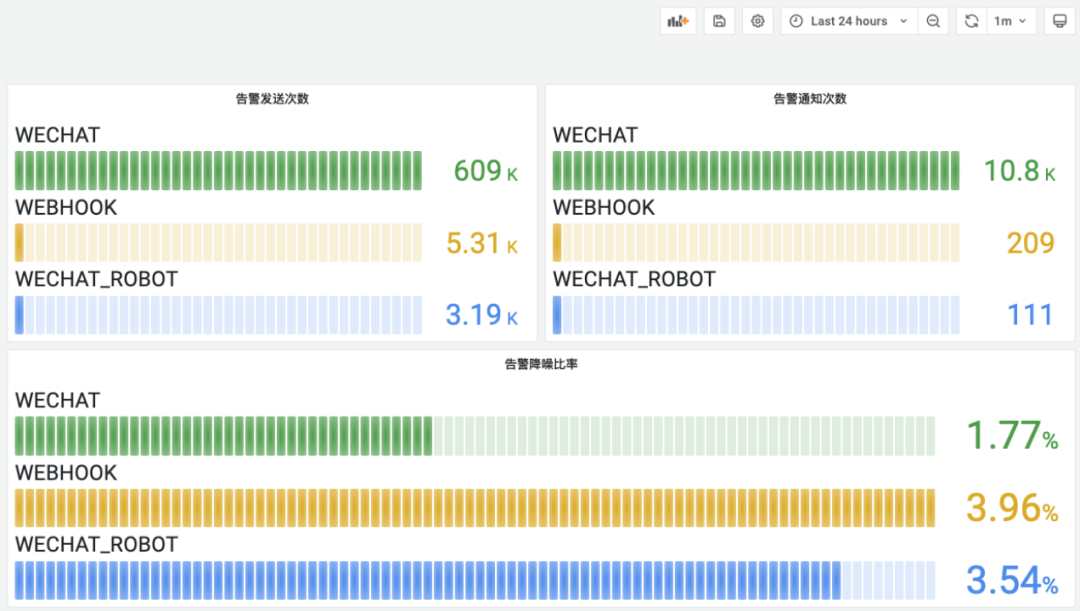 Last 24 hours
1m
告警发送次数
WECHAT
609 K
WEBHOOK
5.31 K
WECHAT_ROBOT
3.19 K
告警通知次数
WECHAT
10.8 K
WEBHOOK
209
WECHAT_ROBOT
111
告警降噪比率
WECHAT
1.77%
WEBHOOK
3.96%
WECHAT_ROBOT
3.54%